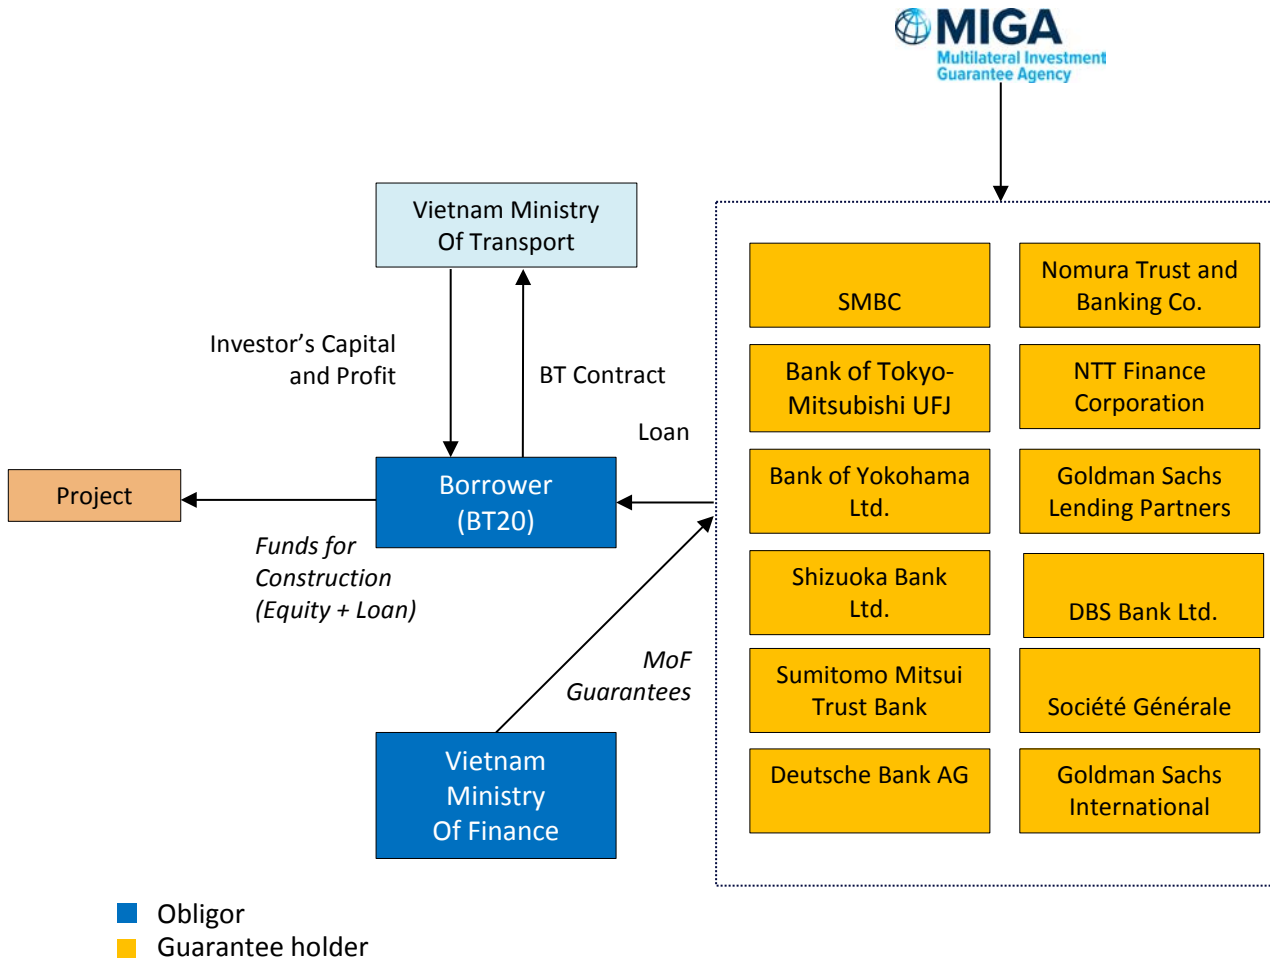 MIGA
Multilateral Investment
Guarantee Agency
Vietnam Ministry
Of Transport
Investor’s Capital
and Profit
BT Contract
Loan
Project
Borrower
(BT20)
Funds for
Construction
(Equity + Loan)
MoF
Guarantees
Vietnam
Ministry
Of Finance
SMBC
Nomura Trust and
Banking Co.
Bank of Tokyo-
Mitsubishi UFJ
NTT Finance
Corporation
Bank of Yokohama
Ltd.
Goldman Sachs
Lending Partners
Shizuoka Bank
Ltd.
DBS Bank Ltd.
Sumitomo Mitsui
Trust Bank
Société Générale
Deutsche Bank AG
Goldman Sachs
International
Obligor
Guarantee holder